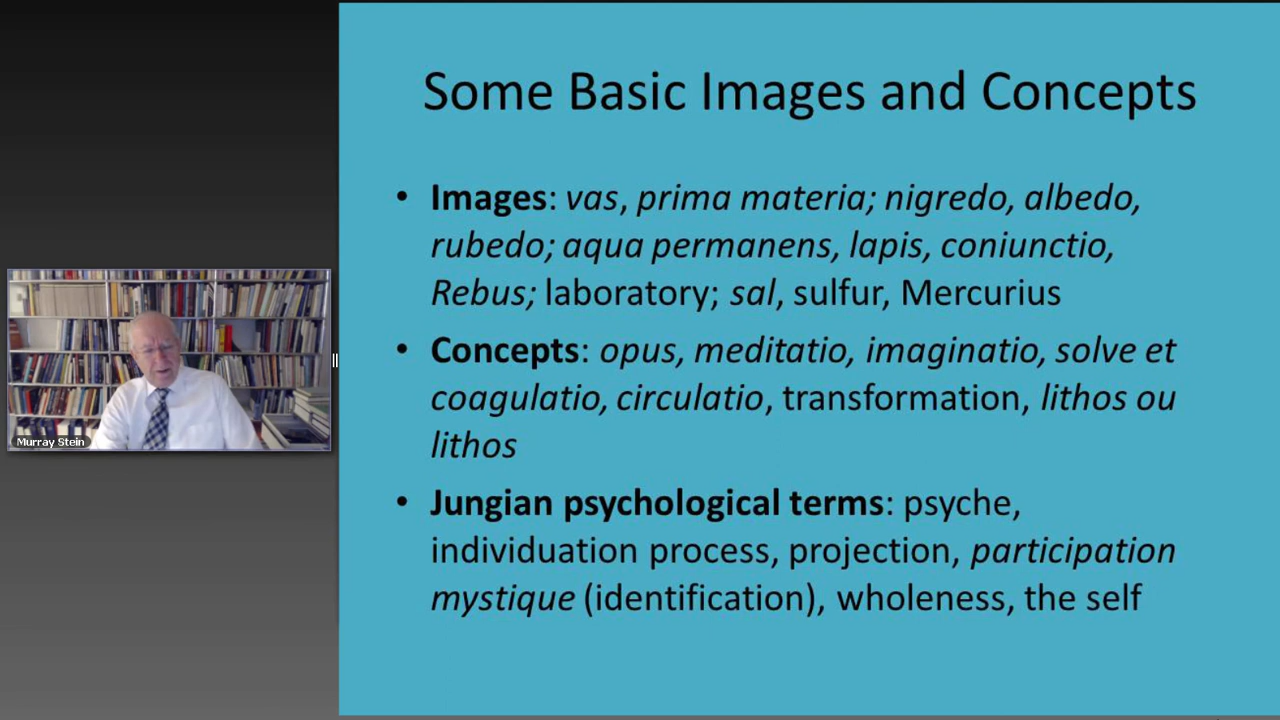 Some Basic Images and Concepts
• Images: vas, prima materia; nigredo, albedo,
rubedo; aqua permanens, lapis, coniunctio,
Rebus; laboratory; sal, sulfur, Mercurius
• Concepts: opus, meditatio, imaginatio, solve et
coagulatio, circulatio, transformation, lithos ou
lithos
• Jungian psychological terms: psyche,
individuation process, projection, participation
mystique (identification), wholeness, the self
Murray Stein